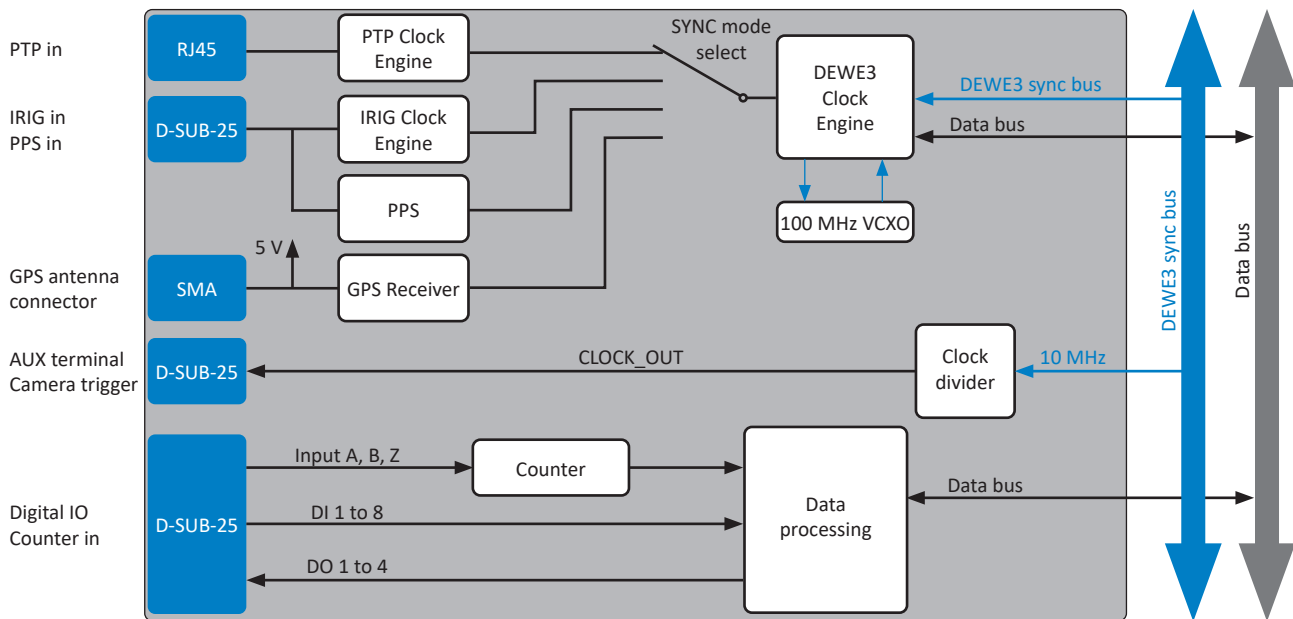 PTP in
RJ45
PTP Clock
Engine
SYNC mode
select
DEWE3
Clock
Engine
DEWE3 sync bus
Data bus
IRIG in
PPS in
D-SUB-25
IRIG Clock
Engine
PPS
100 MHz VCXO
5 V
GPS antenna
connector
SMA
GPS Receiver
DEWE3 sync bus
Data bus
AUX terminal
Camera trigger
D-SUB-25
CLOCK_OUT
Clock
divider
10 MHz
Digital IO
Counter in
D-SUB-25
Input A, B, Z
Counter
DI 1 to 8
DO 1 to 4
Data
processing
Data bus